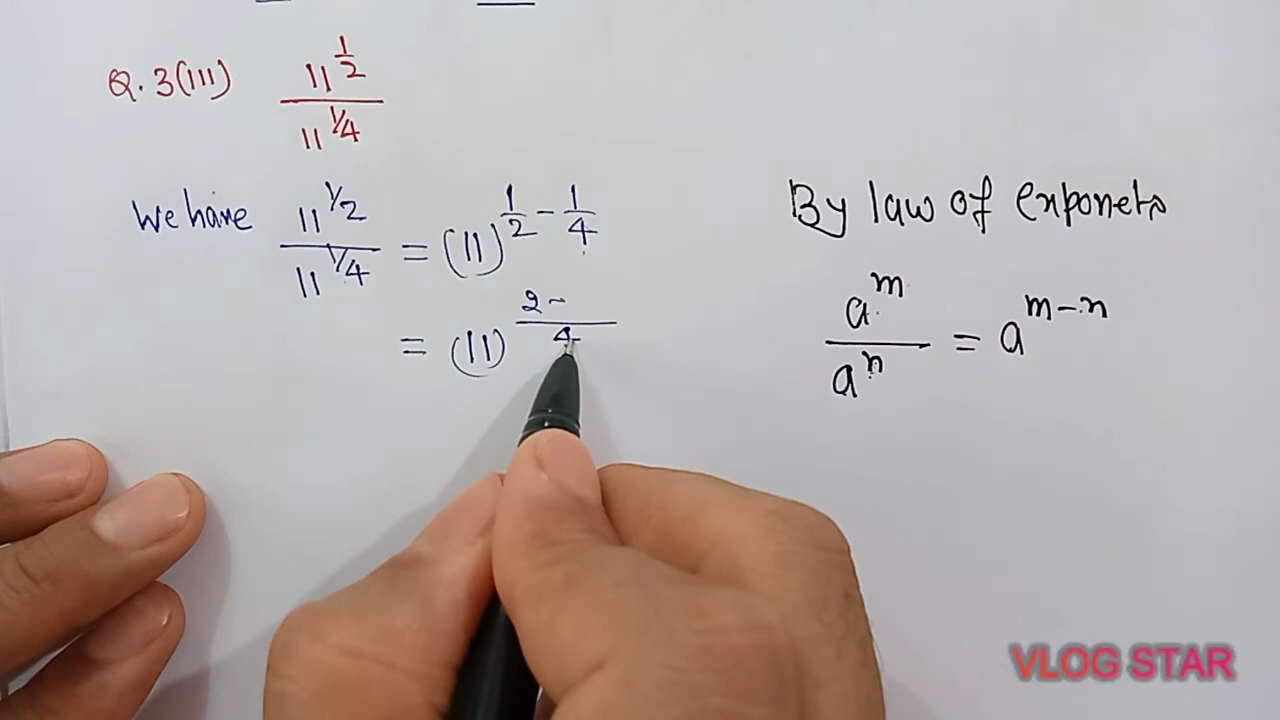 Q. 3(III) 11^(1/2) / 11^(1/4)
We have 11^(1/2) / 11^(1/4) = (11)^(1/2 - 1/4)
= (11)^((2 -) / 4)
By law of exponets
a^m / a^n = a^(m-n)
VLOG STAR